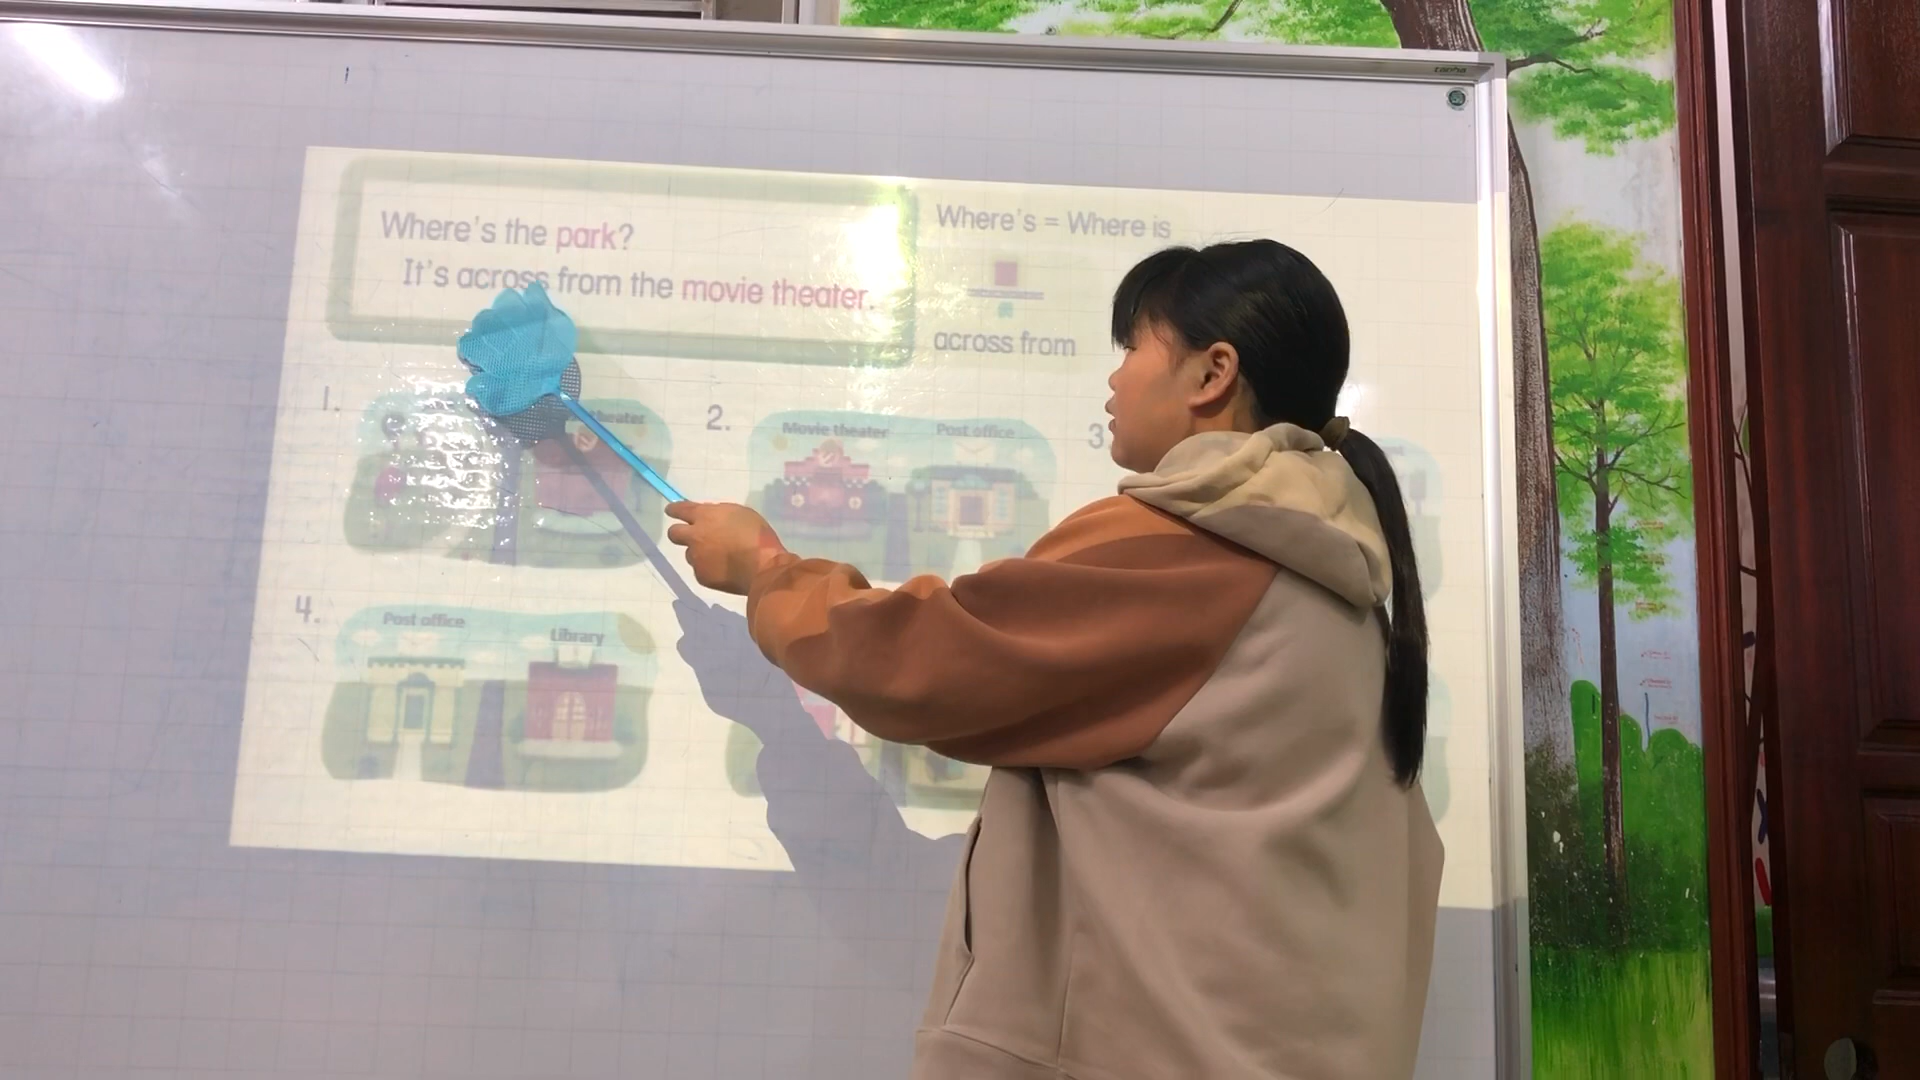 Where's the park?
It's across from the movie theater.
Where's = Where is
across from
1.
theater
2.
Movie theater
Post office
3
4.
Post office
Library